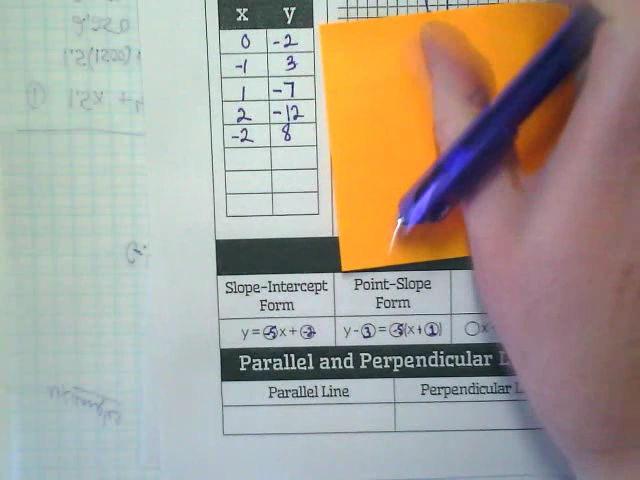 x y
0 -2
-1 3
1 -7
2 -12
-2 8
Slope-Intercept Form
Point-Slope Form
y = -5x + -2
y - 3 = -5(x + 1)
x
Parallel and Perpendicular L
Parallel Line
Perpendicular L